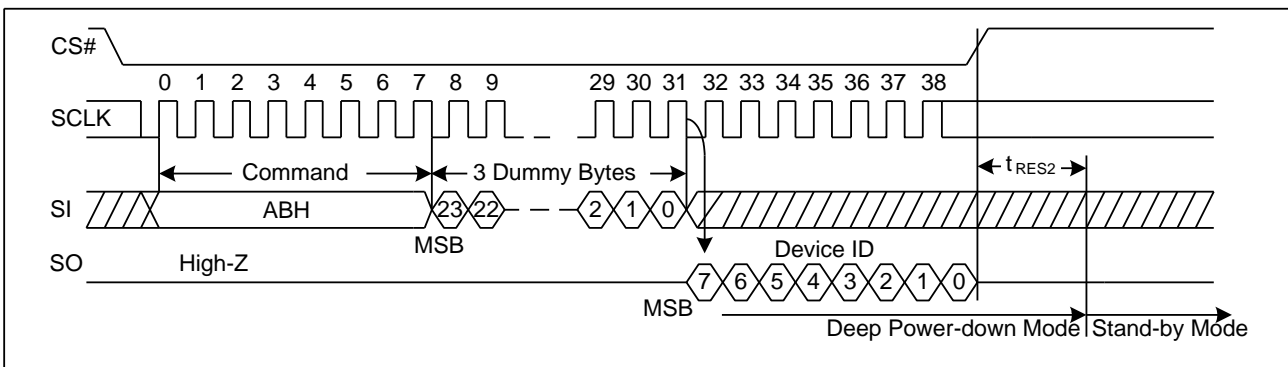 CS#
0 1 2 3 4 5 6 7 8 9 29 30 31 32 33 34 35 36 37 38
SCLK
Command 3 Dummy Bytes tRES2
SI ABH 23 22 2 1 0
MSB
SO High-Z Device ID
7 6 5 4 3 2 1 0
MSB
Deep Power-down Mode Stand-by Mode